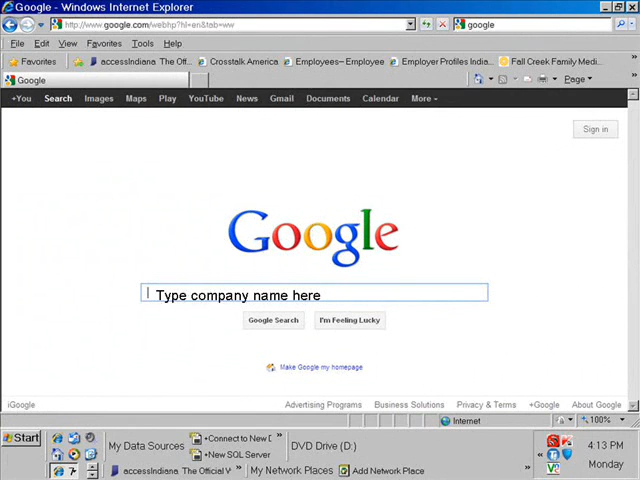 Google - Windows Internet Explorer
http://www.google.com/webhp?hl=en&tab=ww
google
File Edit View Favorites Tools Help
Favorites accessIndiana The Offi... Crosstalk America Employees-- Employee Employer Profiles India... Fall Creek Family Medi...
Google
Page
+You Search Images Maps Play YouTube News Gmail Documents Calendar More
Sign in
Google
Type company name here
Google Search I'm Feeling Lucky
Make Google my homepage
iGoogle Advertising Programs Business Solutions Privacy & Terms +Google About Google
Internet 100%
Start My Data Sources Connect to New D DVD Drive (D:) 4:13 PM
+New SQL Server Monday
accessIndiana The Official W My Network Places Add Network Place